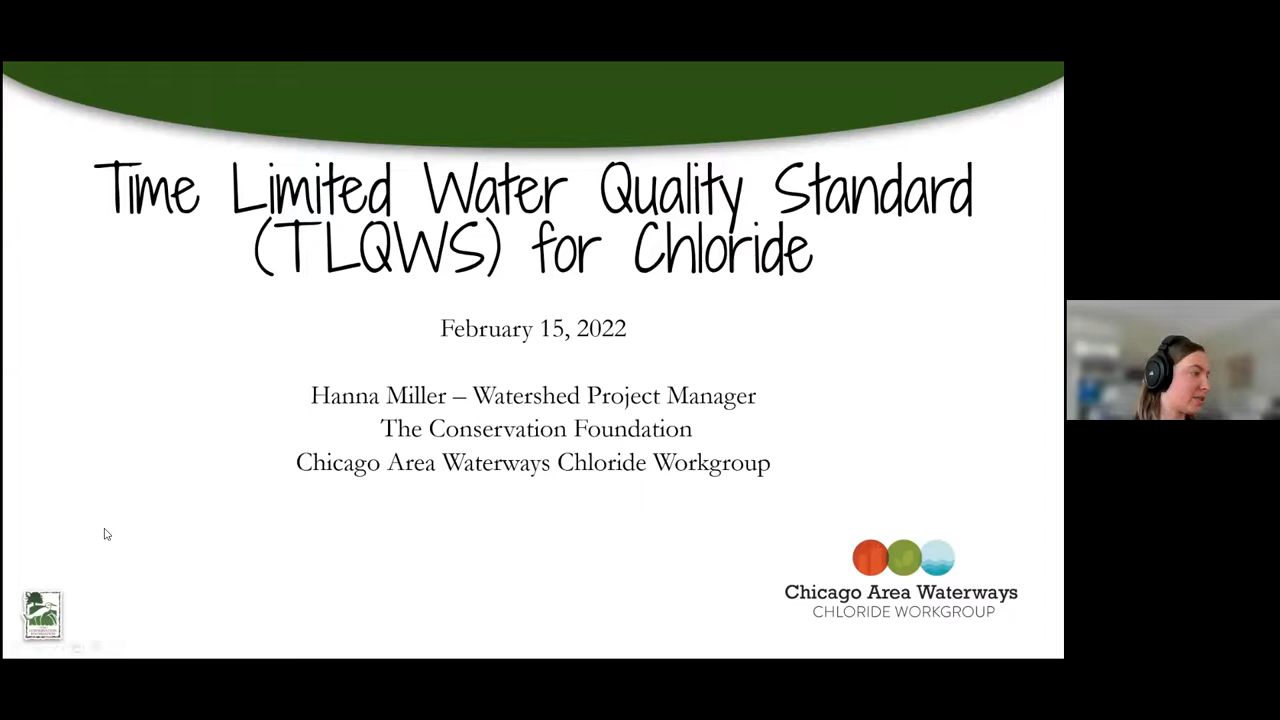 Time Limited Water Quality Standard
(TLQWS) for Chloride
February 15, 2022
Hanna Miller – Watershed Project Manager
The Conservation Foundation
Chicago Area Waterways Chloride Workgroup
Chicago Area Waterways
CHLORIDE WORKGROUP